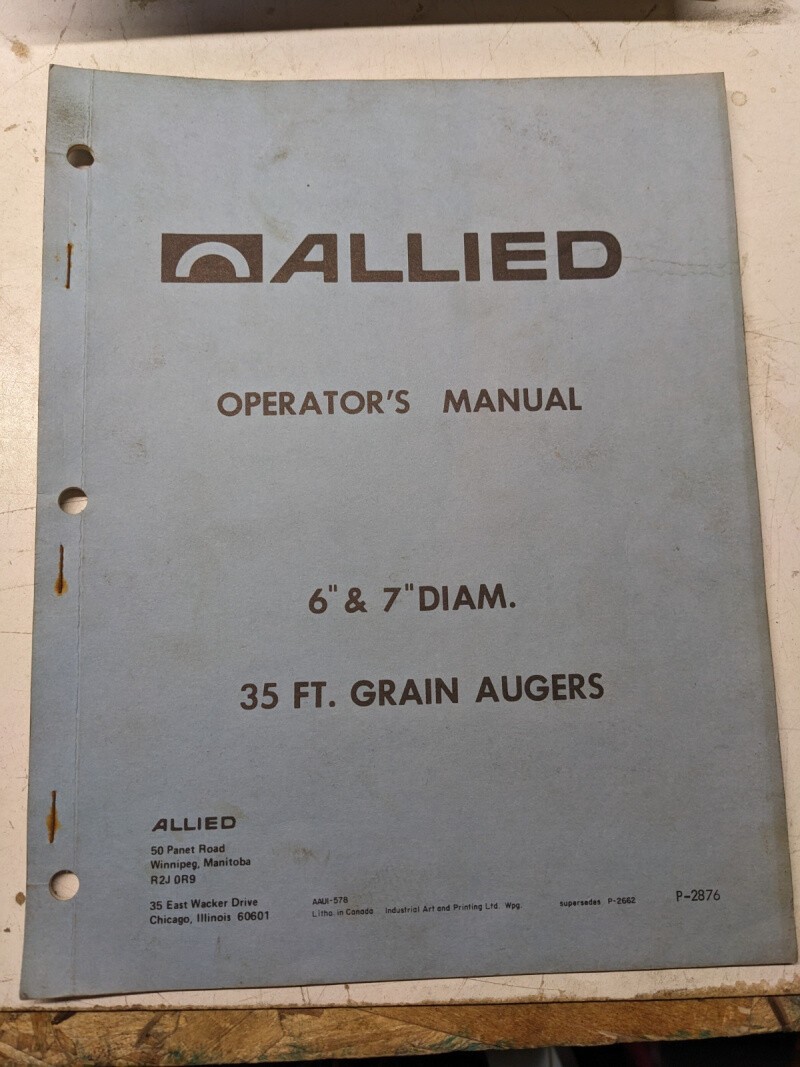 ALLIED
OPERATOR'S MANUAL
6" & 7" DIAM.
35 FT. GRAIN AUGERS
ALLIED
50 Panet Road
Winnipeg, Manitoba
R2J 0R9
35 East Wacker Drive
Chicago, Illinois 60601
AAUI-578
Litho. in Canada Industrial Art and Printing Ltd. Wpg. supersedes P-2662 P-2876